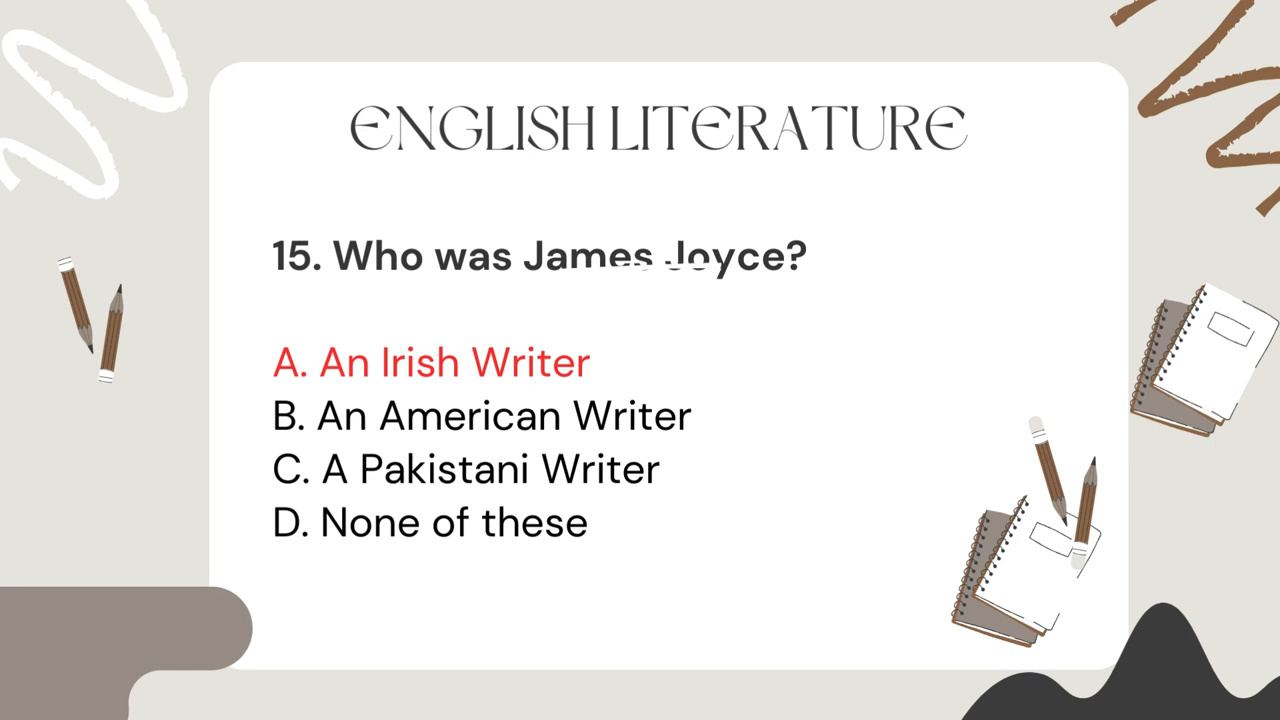 ENGLISH LITERATURE
15. Who was James Joyce?
A. An Irish Writer
B. An American Writer
C. A Pakistani Writer
D. None of these